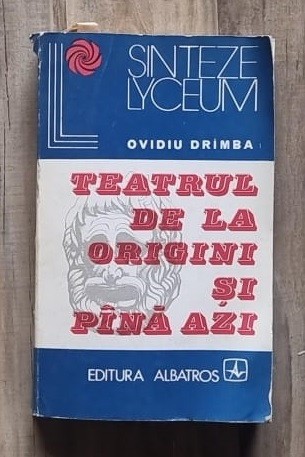 SINTEZE
LYCEUM
OVIDIU DRÎMBA
TEATRUL
DE LA
ORIGINI
ȘI
PÎNĂ AZI
EDITURA ALBATROS